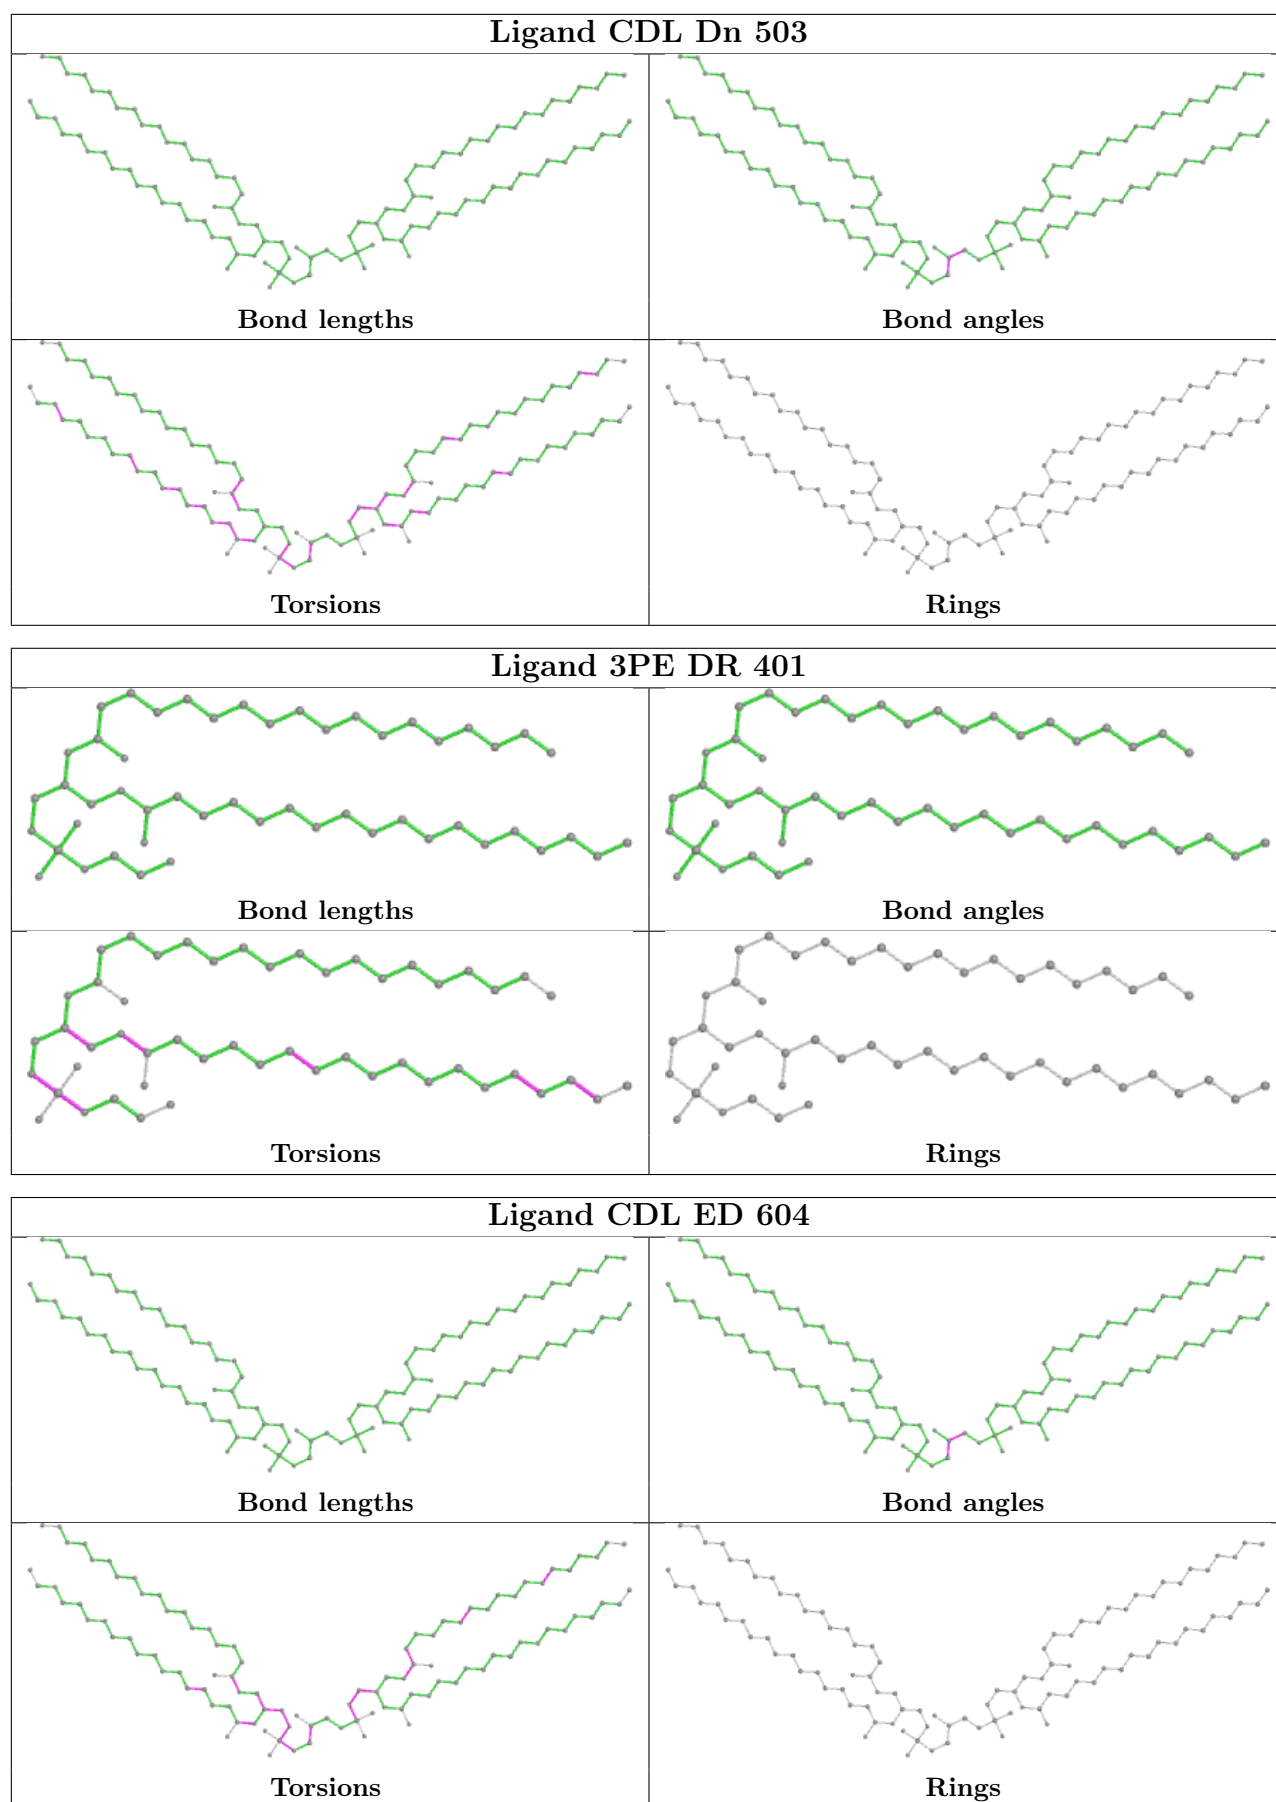 Ligand CDL Dn 503
Bond lengths
Bond angles
Torsions
Rings
Ligand 3PE DR 401
Bond lengths
Bond angles
Torsions
Rings
Ligand CDL ED 604
Bond lengths
Bond angles
Torsions
Rings